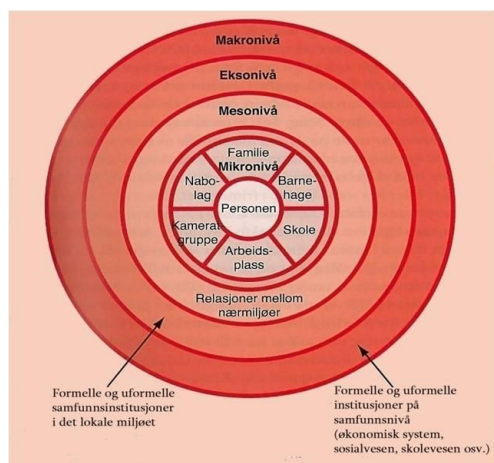 Makronivå
Eksonivå
Mesonivå
Familie
Mikronivå
Nabo-
lag
Barne-
hage
Personen
Kamerat
gruppe
Skole
Arbeids-
plass
Relasjoner mellom
nærmiljøer
Formelle og uformelle
samfunnsinstitusjoner
i det lokale miljøet
Formelle og uformelle
institusjoner på
samfunnsnivå
(økonomisk system,
sosialvesen, skolevesen osv.)